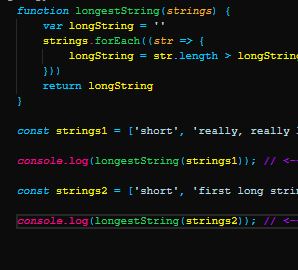 function longestString(strings) {
var longString = ''
strings.forEach((str => {
longString = str.length > longString
}))
return longString
}
const strings1 = ['short', 'really, really
console.log(longestString(strings1)); // <--
const strings2 = ['short', 'first long
console.log(longestString(strings2)); // <--